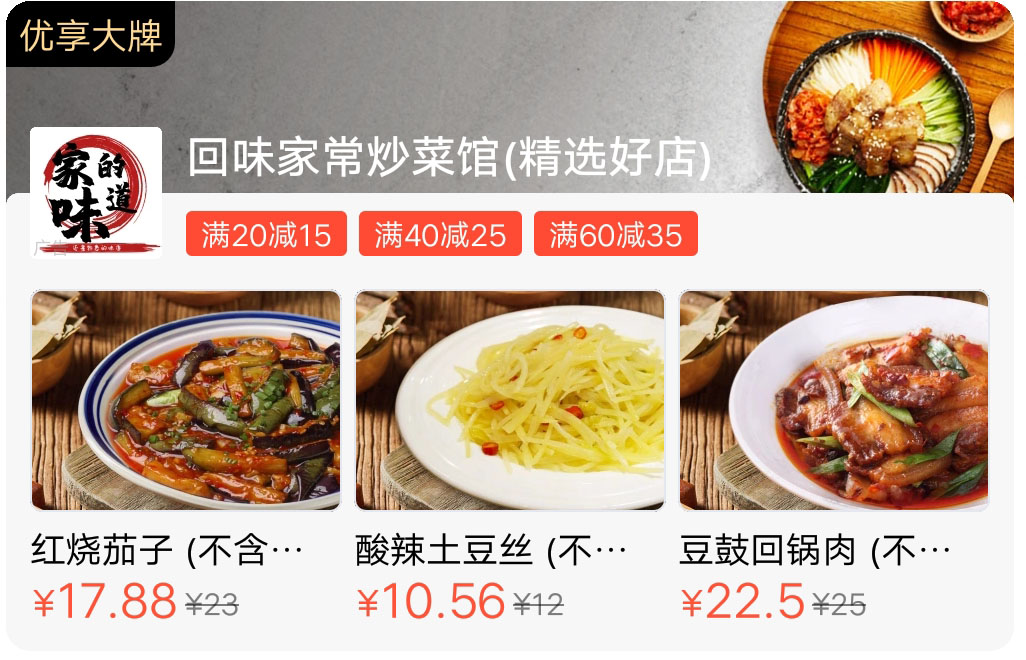 优享大牌
回味家常炒菜馆(精选好店)
家的
味道
广告
满20减15 满40减25 满60减35
红烧茄子 (不含… 酸辣土豆丝 (不… 豆鼓回锅肉 (不…
¥17.88 ¥23 ¥10.56 ¥12 ¥22.5 ¥25